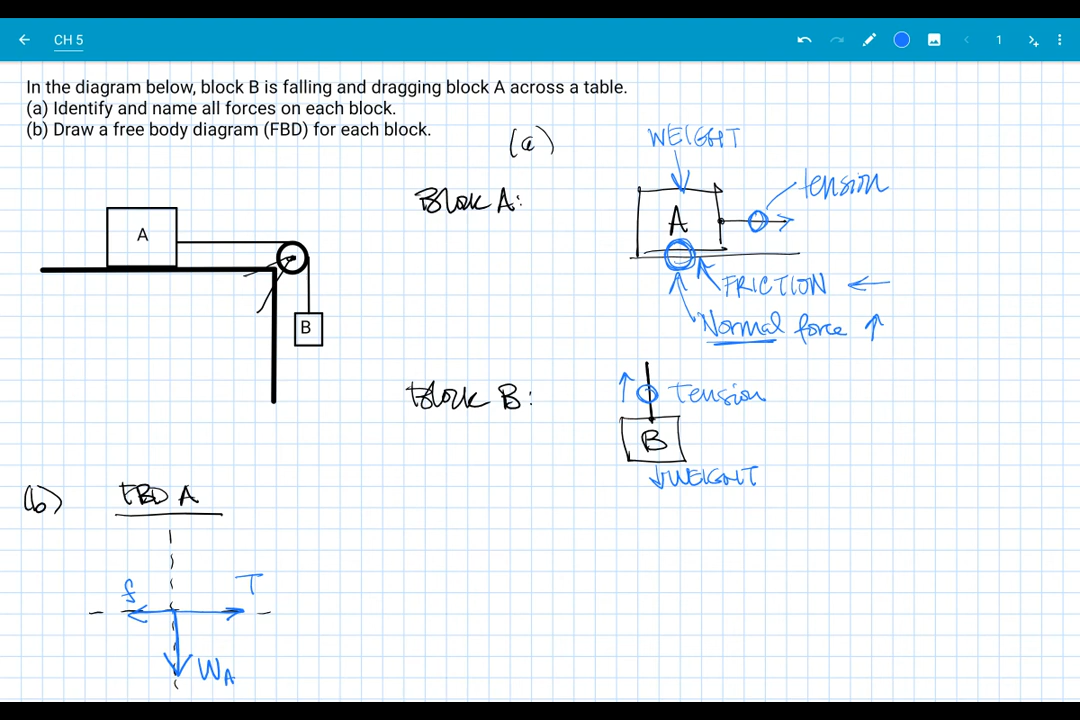 CH 5
1
In the diagram below, block B is falling and dragging block A across a table.
(a) Identify and name all forces on each block.
(b) Draw a free body diagram (FBD) for each block.
(a)
WEIGHT
Block A:
A
tension
A
FRICTION ←
Normal force ↑
B
Block B:
↑ Tension
B
↓WEIGHT
(b)
FBD A
f
T
WA